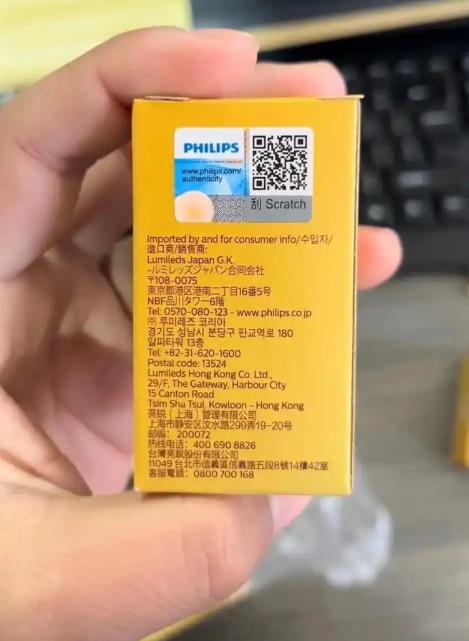 PHILIPS
www.philips.com/
authenticity
刮 Scratch
Imported by and for consumer info/수입자/
進口商/銷售商:
Lumileds Japan G.K.
~ルミレッズジャパン合同会社
〒108-0075
東京都港区港南二丁目16番5号
NBF品川タワー6階
Tel: 0570-080-123 - www.philips.co.jp
㈜ 루미레즈 코리아
경기도 성남시 분당구 판교역로 180
알파타워 13층
Tel: +82-31-620-1600
Postal code: 13524
Lumileds Hong Kong Co. Ltd.,
29/F, The Gateway, Harbour City
15 Canton Road
Tsim Sha Tsui, Kowloon - Hong Kong
亮锐（上海）管理有限公司
上海市静安区汶水路299弄19-20号
邮编: 200072
热线电话: 400 690 8826
台灣亮銳股份有限公司
11049 台北市信義區信義路五段8號14樓42室
客服電話: 0800 700 168